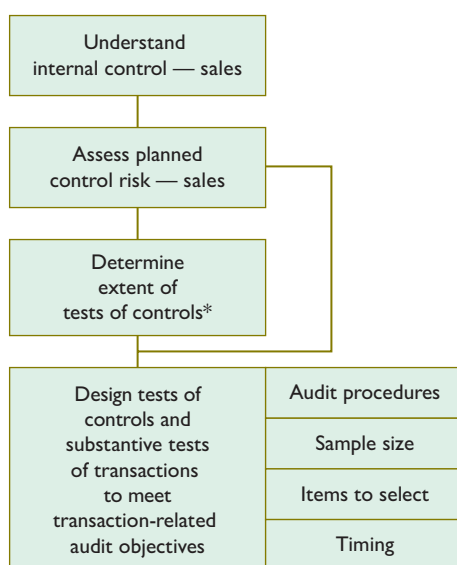 Understand
internal control — sales
Assess planned
control risk — sales
Determine
extent of
tests of controls*
Design tests of
controls and
substantive tests
of transactions
to meet
transaction-related
audit objectives
Audit procedures
Sample size
Items to select
Timing